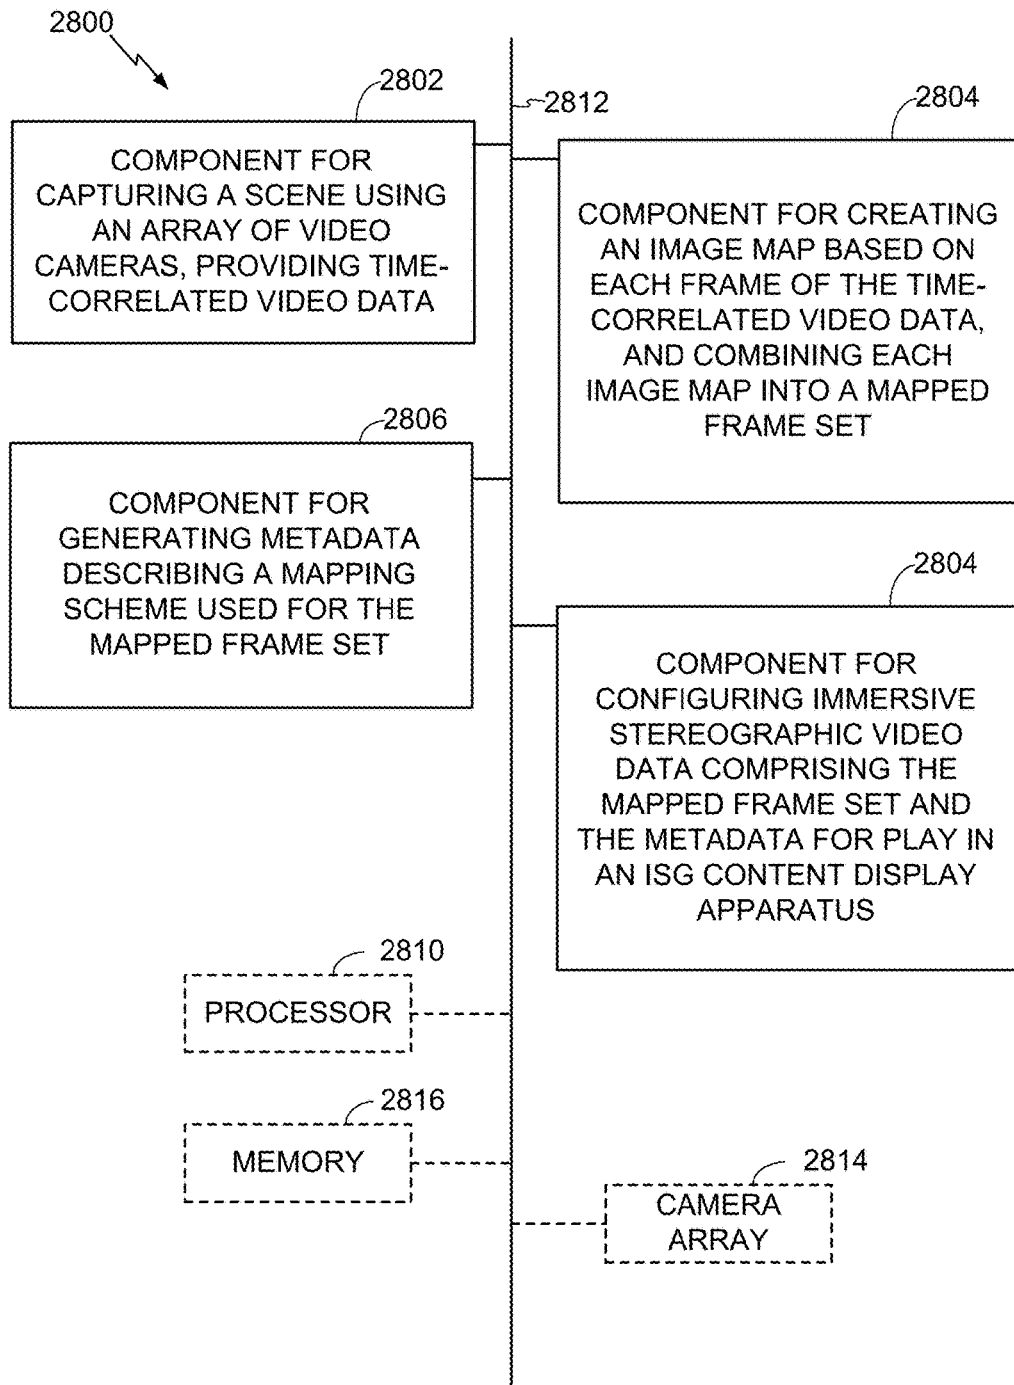 2800
2802
2812
2804
COMPONENT FOR
CAPTURING A SCENE USING
AN ARRAY OF VIDEO
CAMERAS, PROVIDING TIME-
CORRELATED VIDEO DATA
COMPONENT FOR CREATING
AN IMAGE MAP BASED ON
EACH FRAME OF THE TIME-
CORRELATED VIDEO DATA,
AND COMBINING EACH
IMAGE MAP INTO A MAPPED
FRAME SET
2806
COMPONENT FOR
GENERATING METADATA
DESCRIBING A MAPPING
SCHEME USED FOR THE
MAPPED FRAME SET
2804
COMPONENT FOR
CONFIGURING IMMERSIVE
STEREOGRAPHIC VIDEO
DATA COMPRISING THE
MAPPED FRAME SET AND
THE METADATA FOR PLAY IN
AN ISG CONTENT DISPLAY
APPARATUS
2810
PROCESSOR
2816
MEMORY
2814
CAMERA
ARRAY